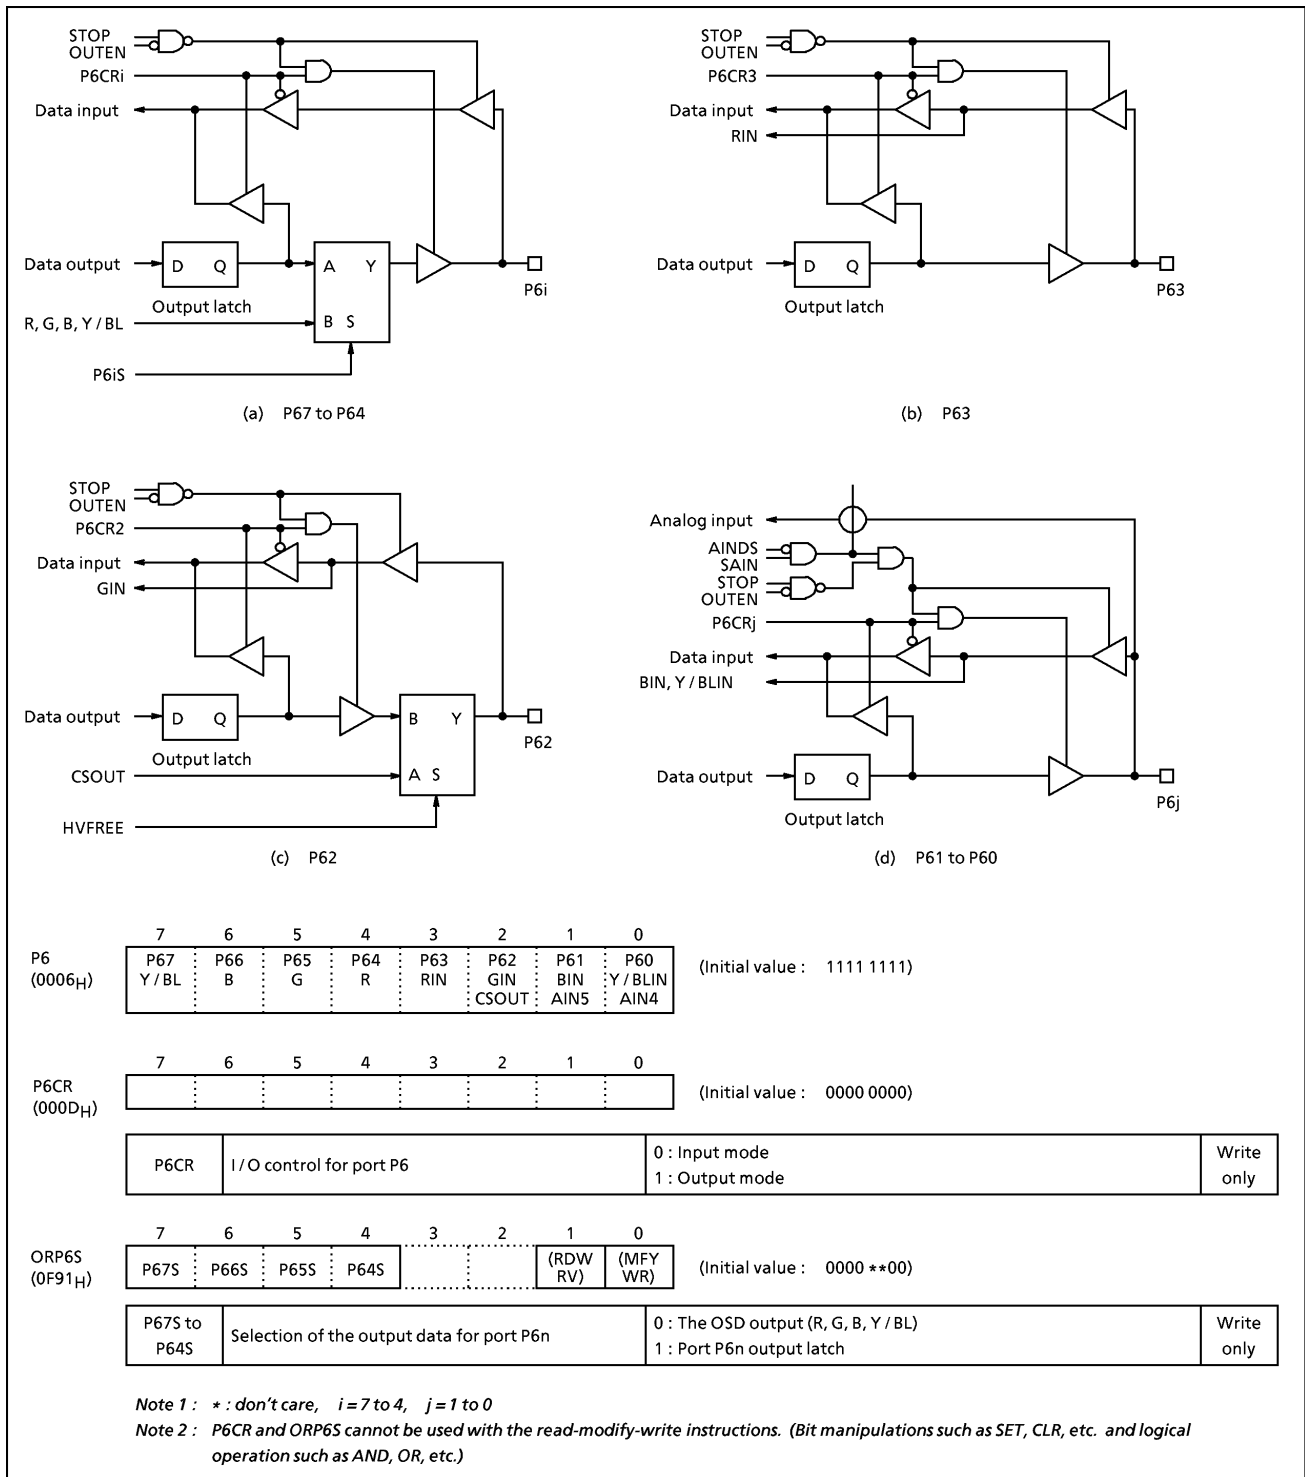 STOP
OUTEN
P6CRi
Data input
Data output
D Q
Output latch
A Y
B S
R, G, B, Y / BL
P6iS
P6i
(a) P67 to P64
STOP
OUTEN
P6CR3
Data input
RIN
Data output
D Q
Output latch
P63
(b) P63
STOP
OUTEN
P6CR2
Data input
GIN
Data output
D Q
Output latch
B Y
A S
CSOUT
HVFREE
P62
(c) P62
Analog input
AINDS
SAIN
STOP
OUTEN
P6CRj
Data input
BIN, Y / BLIN
Data output
D Q
Output latch
P6j
(d) P61 to P60
7 6 5 4 3 2 1 0
P6 (0006H)
P67 Y / BL
P66 B
P65 G
P64 R
P63 RIN
P62 GIN CSOUT
P61 BIN AIN5
P60 Y / BLIN AIN4
(Initial value : 1111 1111)
7 6 5 4 3 2 1 0
P6CR (000DH)
(Initial value : 0000 0000)
P6CR
I / O control for port P6
0 : Input mode
1 : Output mode
Write only
7 6 5 4 3 2 1 0
ORP6S (0F91H)
P67S P66S P65S P64S (RDW RV) (MFY WR)
(Initial value : 0000 **00)
P67S to P64S
Selection of the output data for port P6n
0 : The OSD output (R, G, B, Y / BL)
1 : Port P6n output latch
Write only
Note 1 : * : don't care, i = 7 to 4, j = 1 to 0
Note 2 : P6CR and ORP6S cannot be used with the read-modify-write instructions. (Bit manipulations such as SET, CLR, etc. and logical
operation such as AND, OR, etc.)